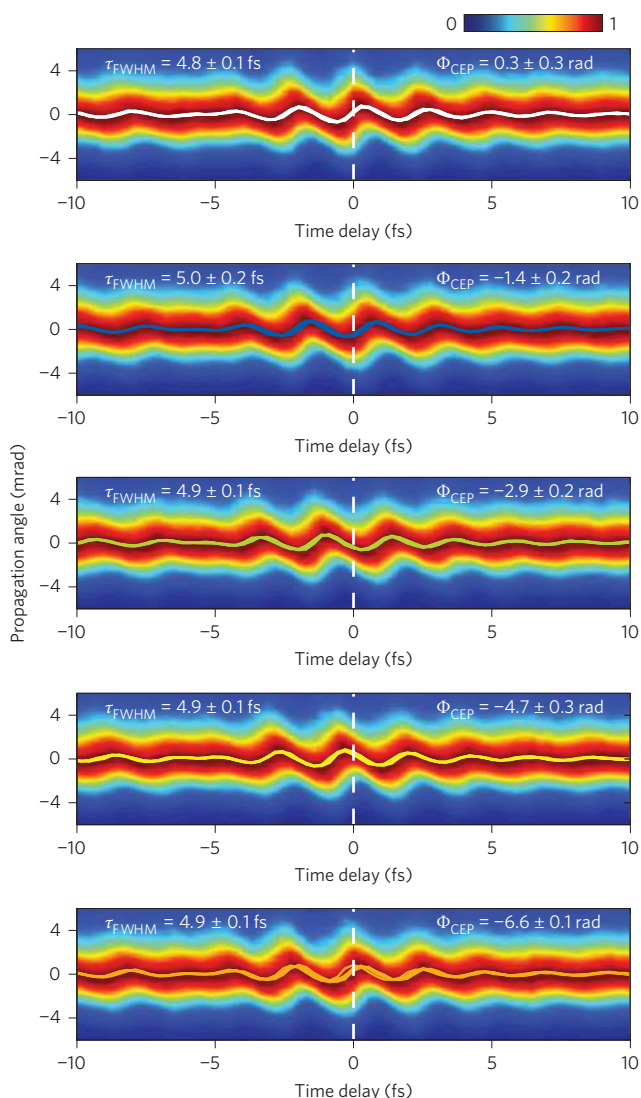 0 1
τFWHM = 4.8 ± 0.1 fs ΦCEP = 0.3 ± 0.3 rad
4
0
−4
−10 −5 0 5 10
Time delay (fs)
τFWHM = 5.0 ± 0.2 fs ΦCEP = −1.4 ± 0.2 rad
4
0
−4
−10 −5 0 5 10
Time delay (fs)
Propagation angle (mrad)
τFWHM = 4.9 ± 0.1 fs ΦCEP = −2.9 ± 0.2 rad
4
0
−4
−10 −5 0 5 10
Time delay (fs)
τFWHM = 4.9 ± 0.1 fs ΦCEP = −4.7 ± 0.3 rad
4
0
−4
−10 −5 0 5 10
Time delay (fs)
τFWHM = 4.9 ± 0.1 fs ΦCEP = −6.6 ± 0.1 rad
4
0
−4
−10 −5 0 5 10
Time delay (fs)